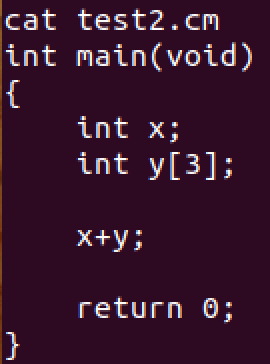 cat test2.cm
int main(void)
{
    int x;
    int y[3];

    x+y;

    return 0;
}